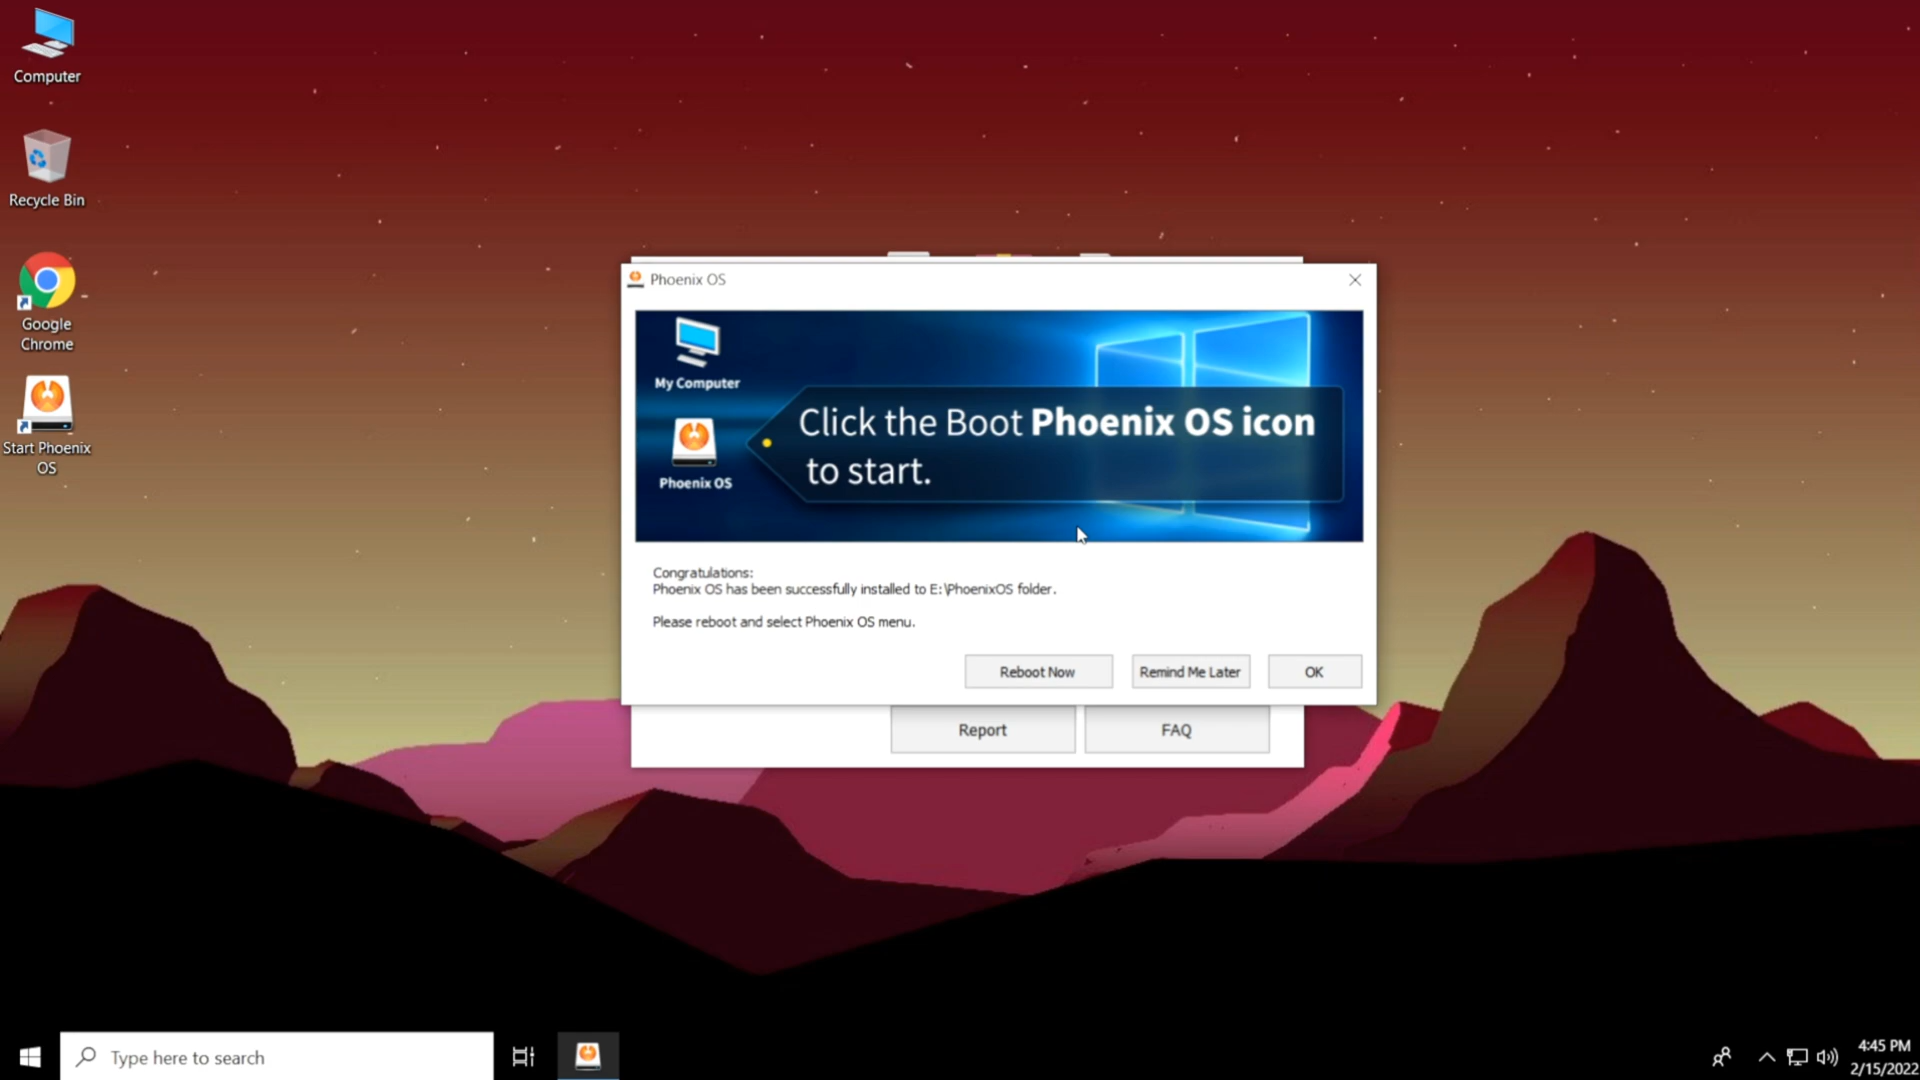 Computer
Recycle Bin
Google
Chrome
Start Phoenix
OS
Phoenix OS
My Computer
Phoenix OS
Click the Boot Phoenix OS icon
to start.
Congratulations:
Phoenix OS has been successfully installed to E:\PhoenixOS folder.
Please reboot and select Phoenix OS menu.
Reboot Now
Remind Me Later
OK
Report
FAQ
Type here to search
4:45 PM
2/15/2022